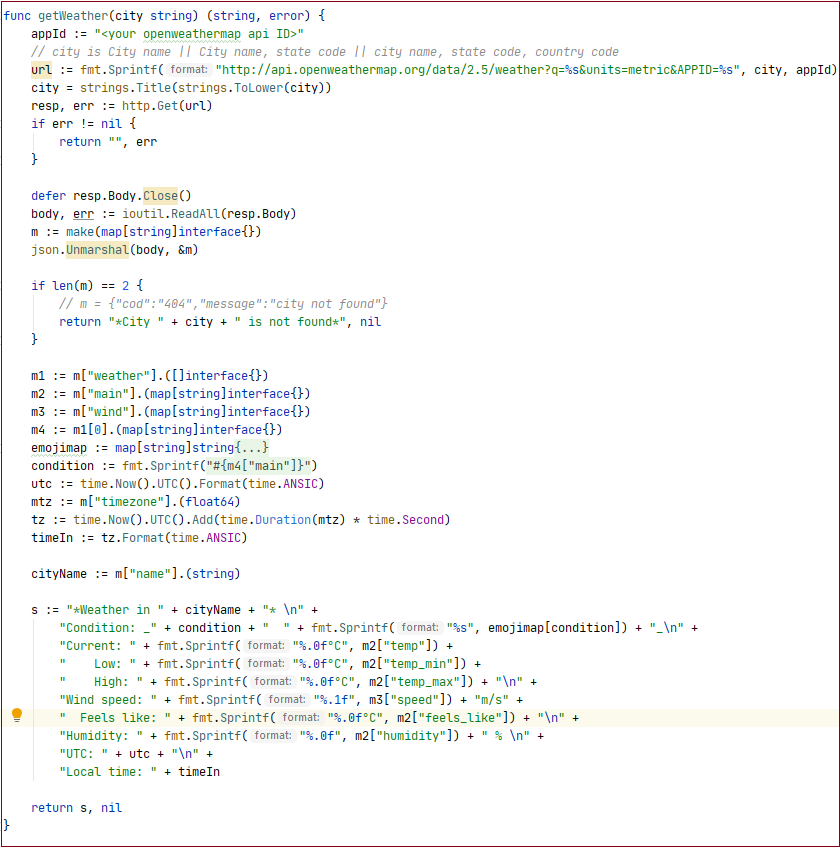 func getWeather(city string) (string, error) {
    appId := "<your openweathermap api ID>"
    // city is City name || City name, state code || city name, state code, country code
    url := fmt.Sprintf( format: "http://api.openweathermap.org/data/2.5/weather?q=%s&units=metric&APPID=%s", city, appId)
    city = strings.Title(strings.ToLower(city))
    resp, err := http.Get(url)
    if err != nil {
        return "", err
    }
    defer resp.Body.Close()
    body, err := ioutil.ReadAll(resp.Body)
    m := make(map[string]interface{})
    json.Unmarshal(body, &m)
    if len(m) == 2 {
        // m = {"cod":"404","message":"city not found"}
        return "*City " + city + " is not found*", nil
    }
    m1 := m["weather"].([]interface{})
    m2 := m["main"].(map[string]interface{})
    m3 := m["wind"].(map[string]interface{})
    m4 := m1[0].(map[string]interface{})
    emojimap := map[string]string{...}
    condition := fmt.Sprintf("#{m4["main"]}")
    utc := time.Now().UTC().Format(time.ANSIC)
    mtz := m["timezone"].(float64)
    tz := time.Now().UTC().Add(time.Duration(mtz) * time.Second)
    timeIn := tz.Format(time.ANSIC)
    cityName := m["name"].(string)
    s := "*Weather in " + cityName + "* \n" +
        "Condition: _" + condition + "  " + fmt.Sprintf( format: "%s", emojimap[condition]) + "_\n" +
        "Current: " + fmt.Sprintf( format: "%.0f°C", m2["temp"]) +
        "    Low: " + fmt.Sprintf( format: "%.0f°C", m2["temp_min"]) +
        "    High: " + fmt.Sprintf( format: "%.0f°C", m2["temp_max"]) + "\n" +
        "Wind speed: " + fmt.Sprintf( format: "%.1f", m3["speed"]) + "m/s" +
        "  Feels like: " + fmt.Sprintf( format: "%.0f°C", m2["feels_like"]) + "\n" +
        "Humidity: " + fmt.Sprintf( format: "%.0f", m2["humidity"]) + " % \n" +
        "UTC: " + utc + "\n" +
        "Local time: " + timeIn
    return s, nil
}